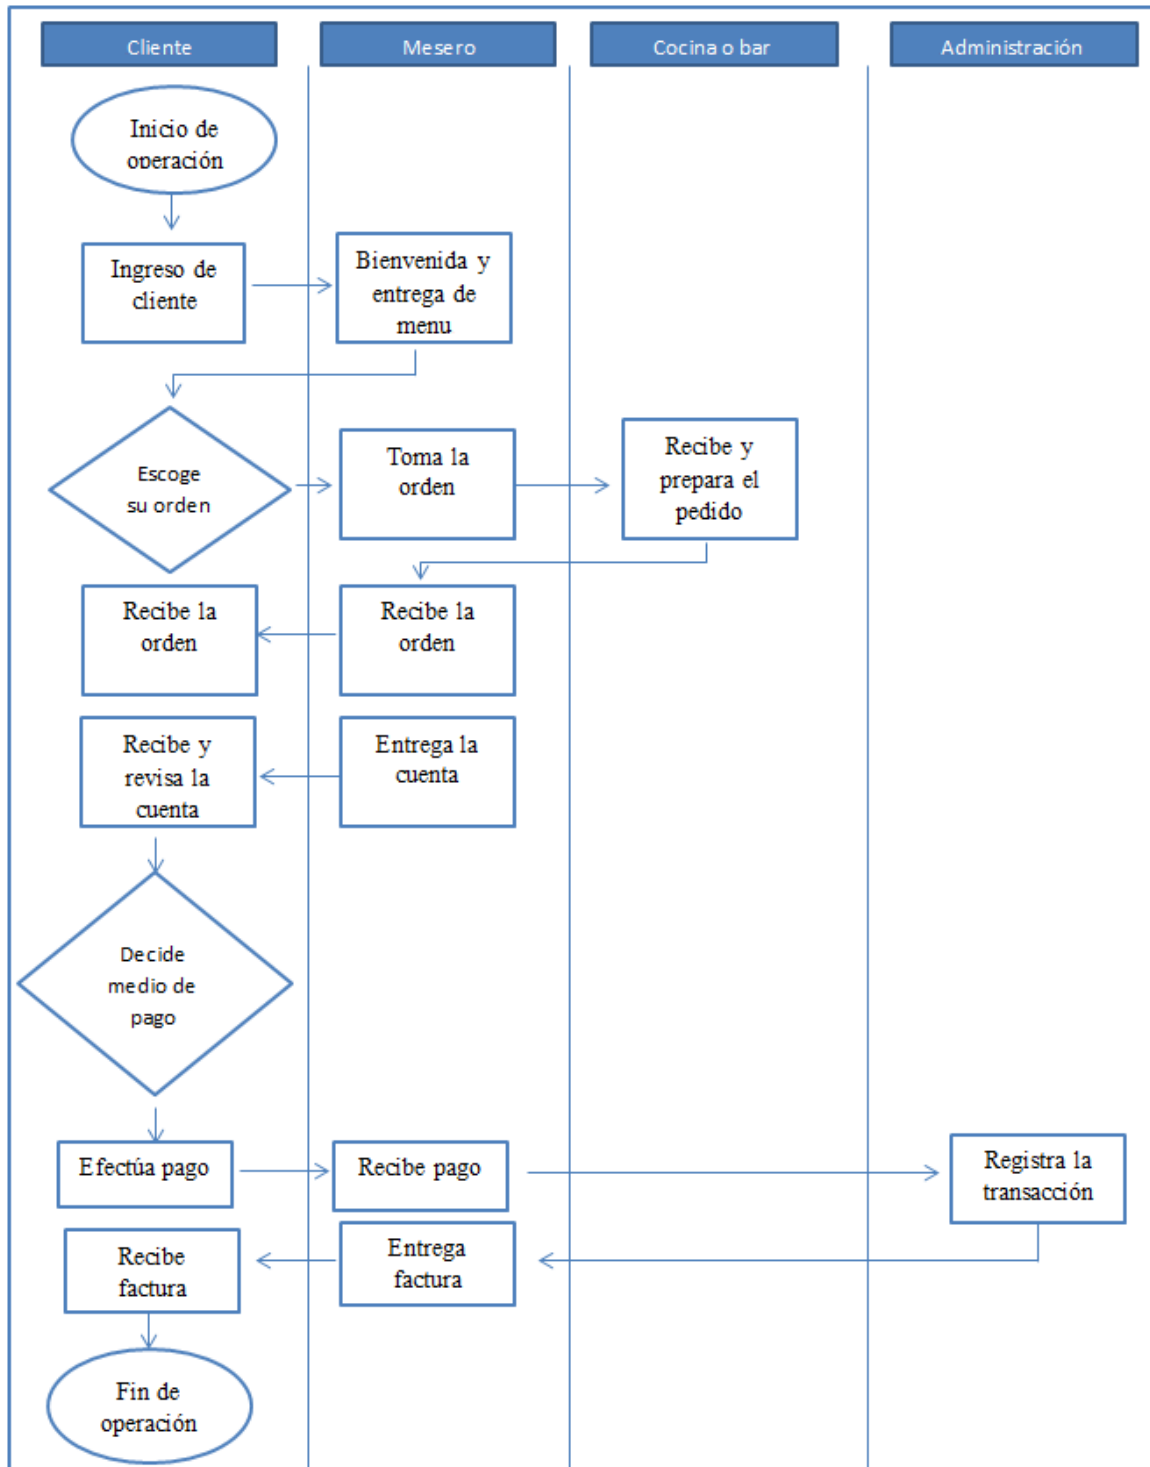 Cliente
Mesero
Cocina o bar
Administración
Inicio de
operación
Ingreso de
cliente
Bienvenida y
entrega de
menu
Escoge
su orden
Toma la
orden
Recibe y
prepara el
pedido
Recibe la
orden
Recibe la
orden
Recibe y
revisa la
cuenta
Entrega la
cuenta
Decide
medio de
pago
Efectúa pago
Recibe pago
Registra la
transacción
Recibe
factura
Entrega
factura
Fin de
operación